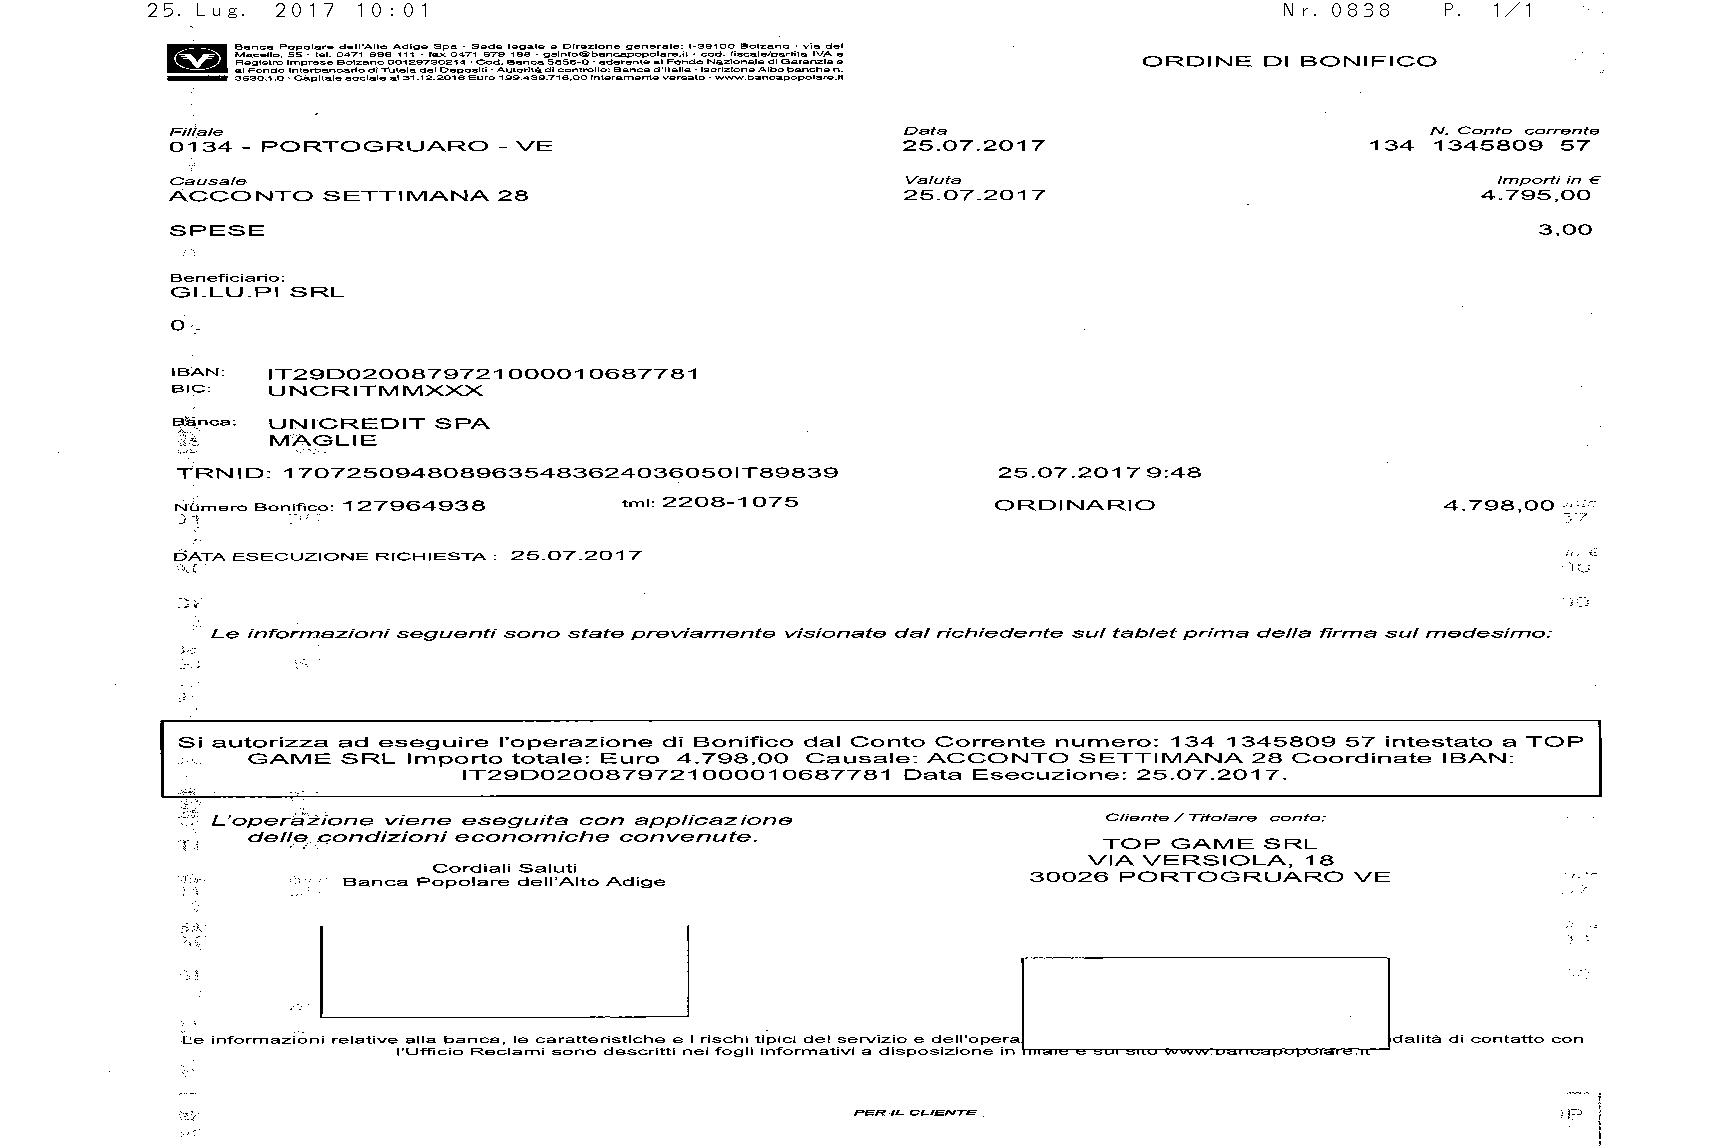 25. Lug. 2017 10:01 Nr. 0838 P. 1/1
Banca Popolare dell'Alto Adige Spa · Sede legale e Direzione generale: I-39100 Bolzano · via del
Macello, 55 · tel. 0471 996 111 · fax 0471 979 188 · gsinfo@bancapopolare.it · cod. fiscale/partita IVA e
Registro Imprese Bolzano 00129730214 · Cod. Banca 5856-0 · aderente al Fondo Nazionale di Garanzia e
al Fondo Interbancario di Tutela dei Depositi · Autorità di controllo: Banca d'Italia · Iscrizione Albo banche n.
3630.1.0 · Capitale sociale al 31.12.2016 Euro 199.439.716,00 interamente versato · www.bancapopolare.it
ORDINE DI BONIFICO
Filiale Data N. Conto corrente
0134 - PORTOGRUARO - VE 25.07.2017 134 1345809 57
Causale Valuta Importi in €
ACCONTO SETTIMANA 28 25.07.2017 4.795,00
SPESE 3,00
Beneficiario:
GI.LU.PI SRL
0
IBAN: IT29D0200879721000010687781
BIC: UNCRITMMXXX
Banca: UNICREDIT SPA
MAGLIE
TRNID: 1707250948089635483624036050IT89839 25.07.2017 9:48
Numero Bonifico: 127964938 tml: 2208-1075 ORDINARIO 4.798,00
DATA ESECUZIONE RICHIESTA : 25.07.2017
Le informazioni seguenti sono state previamente visionate dal richiedente sul tablet prima della firma sul medesimo:
Si autorizza ad eseguire l'operazione di Bonifico dal Conto Corrente numero: 134 1345809 57 intestato a TOP
GAME SRL Importo totale: Euro 4.798,00 Causale: ACCONTO SETTIMANA 28 Coordinate IBAN:
IT29D0200879721000010687781 Data Esecuzione: 25.07.2017.
L'operazione viene eseguita con applicazione
delle condizioni economiche convenute.
Cordiali Saluti
Banca Popolare dell'Alto Adige
Cliente / Titolare conto:
TOP GAME SRL
VIA VERSIOLA, 18
30026 PORTOGRUARO VE
Le informazioni relative alla banca, le caratteristiche e i rischi tipici del servizio e dell'opera dalità di contatto con
l'Ufficio Reclami sono descritti nei fogli informativi a disposizione in filiale e sul sito www.bancapopolare.it
PER IL CLIENTE